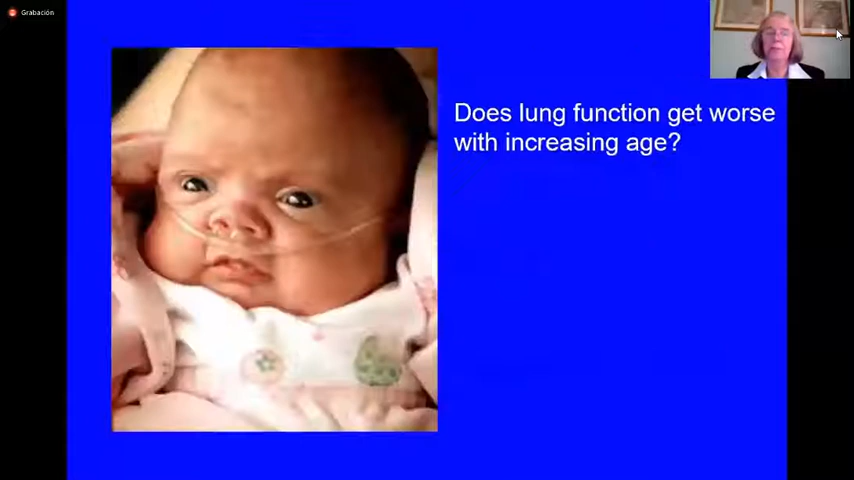 Grabación
Does lung function get worse
with increasing age?